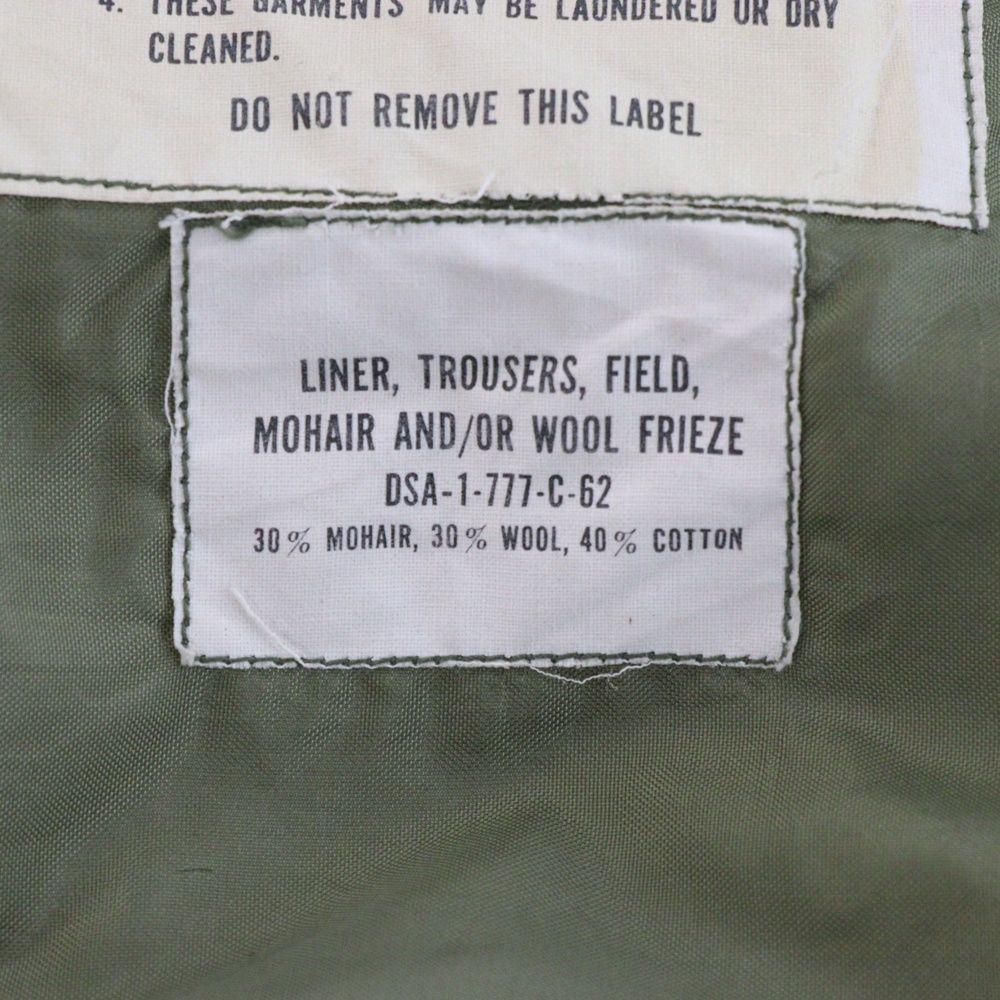 4. THESE GARMENTS MAY BE LAUNDERED OR DRY
CLEANED.
DO NOT REMOVE THIS LABEL
LINER, TROUSERS, FIELD,
MOHAIR AND/OR WOOL FRIEZE
DSA-1-777-C-62
30% MOHAIR, 30% WOOL, 40% COTTON